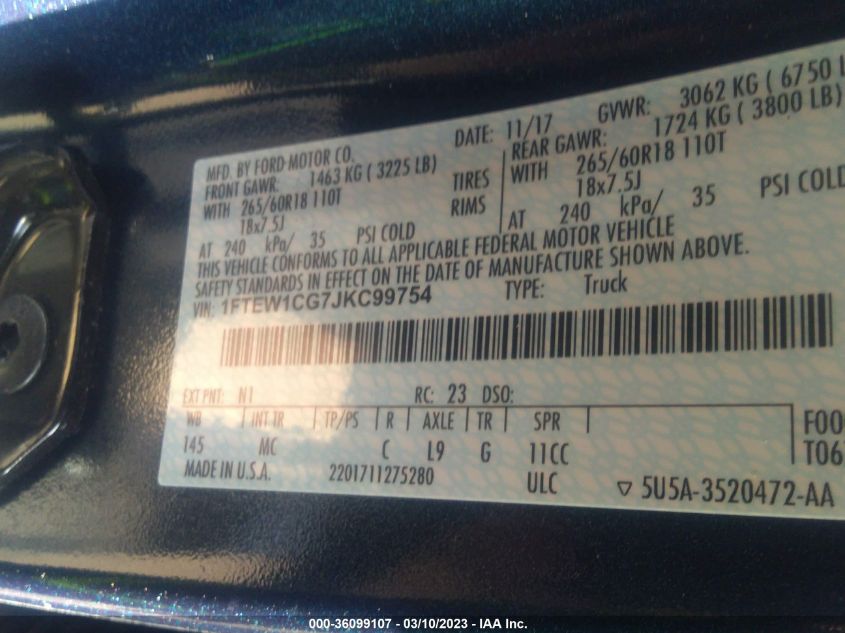 MFD. BY FORD MOTOR CO.
DATE: 11/17 GVWR: 3062 KG ( 6750 L
FRONT GAWR: 1463 KG ( 3225 LB)
REAR GAWR: 1724 KG ( 3800 LB)
WITH 265/60R18 110T TIRES WITH 265/60R18 110T
18x7.5J RIMS 18x7.5J
AT 240 kPa/ 35 PSI COLD AT 240 kPa/ 35 PSI COLD
THIS VEHICLE CONFORMS TO ALL APPLICABLE FEDERAL MOTOR VEHICLE
SAFETY STANDARDS IN EFFECT ON THE DATE OF MANUFACTURE SHOWN ABOVE.
VIN: 1FTEW1CG7JKC99754 TYPE: Truck
EXT PNT: N1 RC: 23 DSO:
WB INT TR TP/PS R AXLE TR SPR F00
145 MC C L9 G 11CC T06
MADE IN U.S.A. 2201711275280 ULC 5U5A-3520472-AA
000-36099107 - 03/10/2023 - IAA Inc.